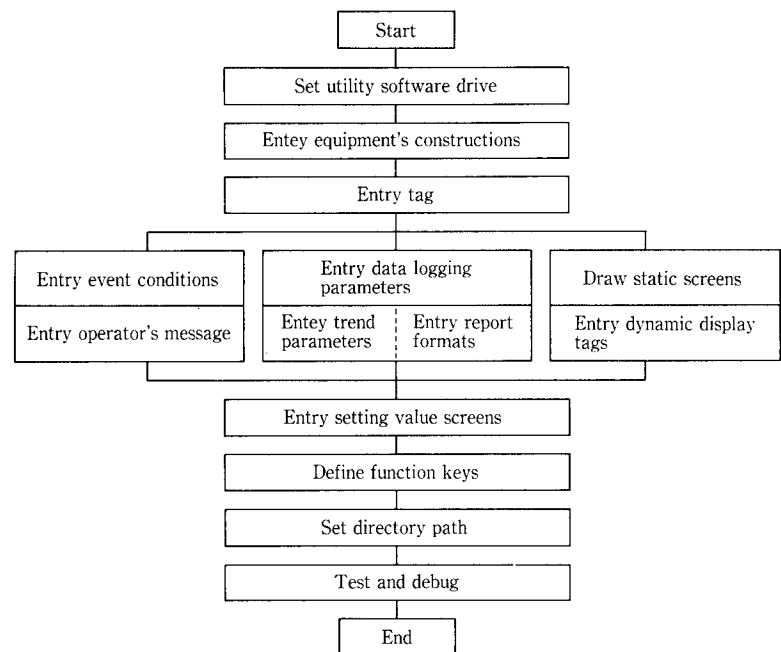 Start
Set utility software drive
Entey equipment's constructions
Entry tag
Entry event conditions
Entry operator's message
Entry data logging
parameters
Entey trend
parameters
Entry report
formats
Draw static screens
Entry dynamic display
tags
Entry setting value screens
Define function keys
Set directory path
Test and debug
End